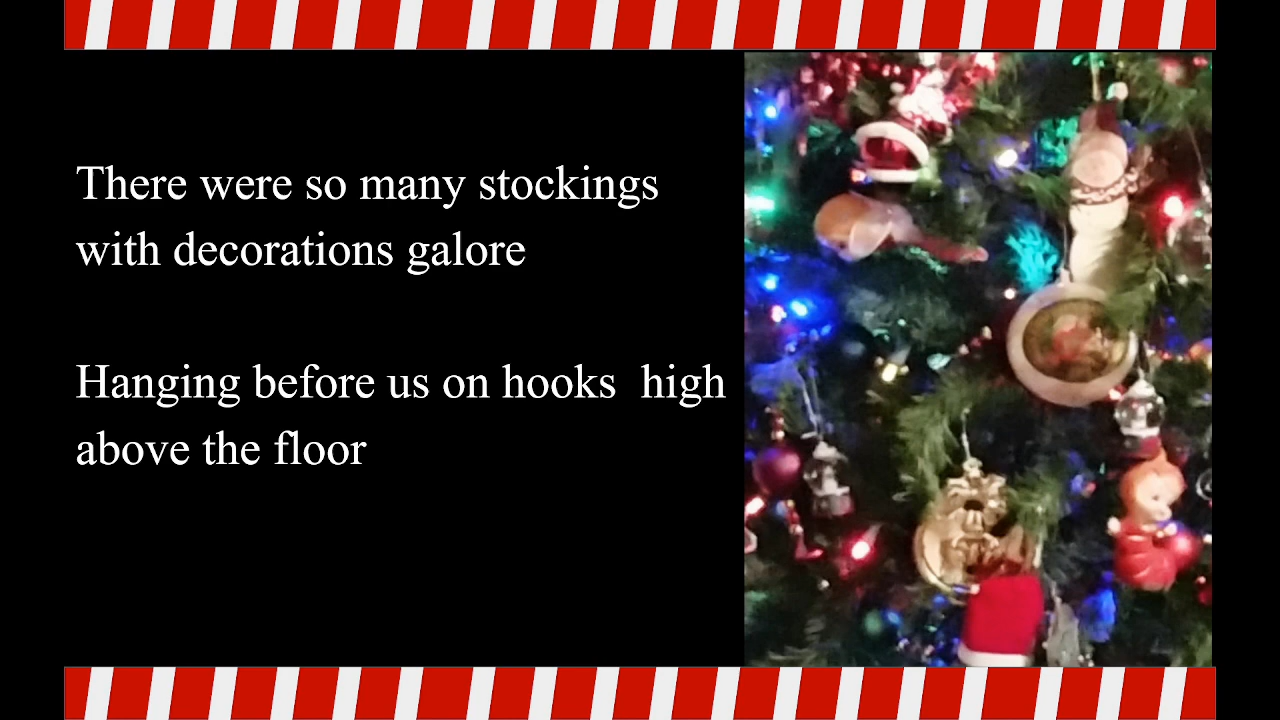 There were so many stockings
with decorations galore
Hanging before us on hooks  high
above the floor